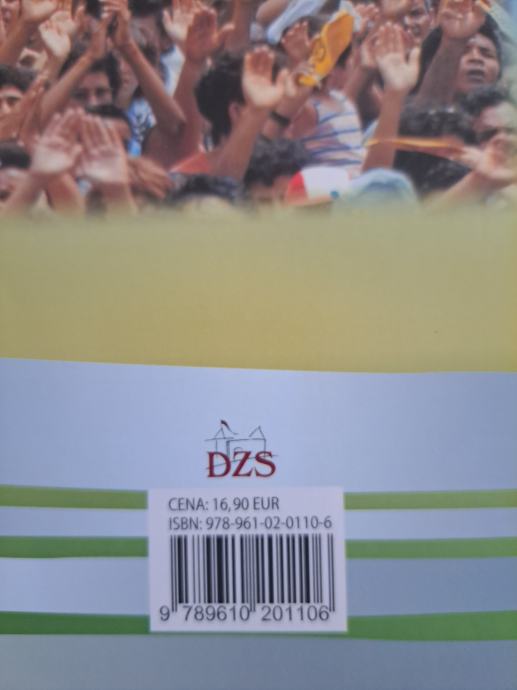 DZS
CENA: 16,90 EUR
ISBN: 978-961-02-0110-6
9 789610 201106